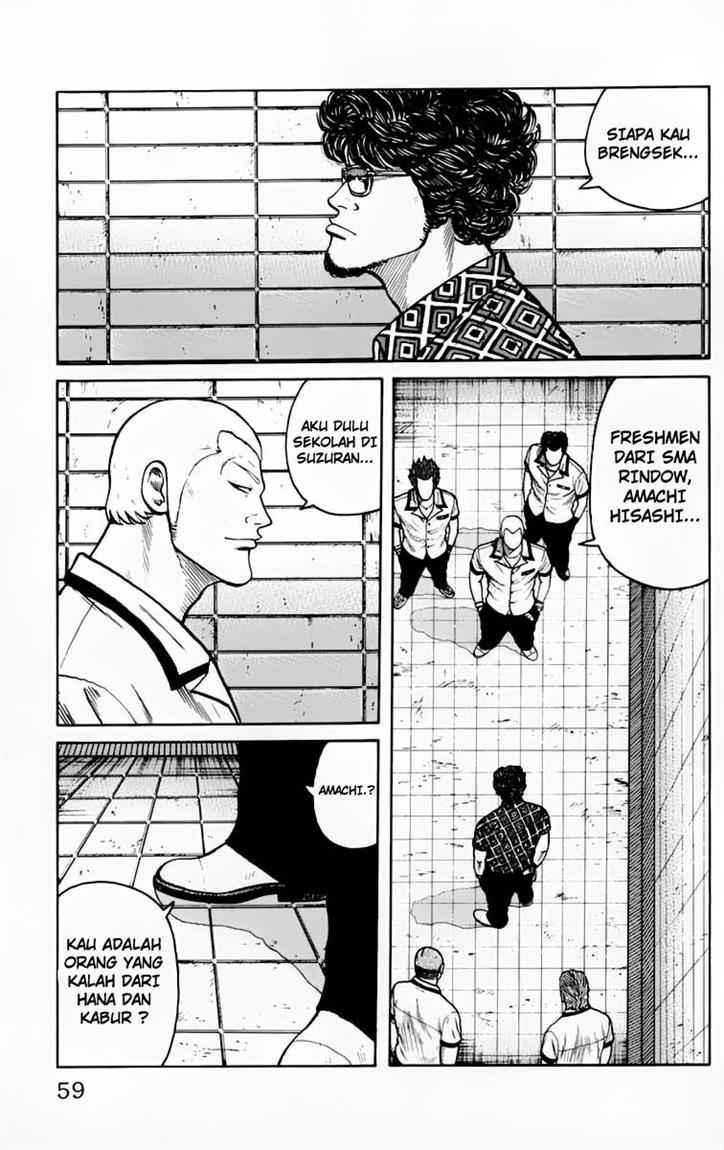 SIAPA KAU
BRENGSEK...
FRESHMEN
DARI SMA
RINDOW,
AMACHI
HISASHI...
AKU DULU
SEKOLAH DI
SUZURAN...
AMACHI.?
KAU ADALAH
ORANG YANG
KALAH DARI
HANA DAN
KABUR ?
59